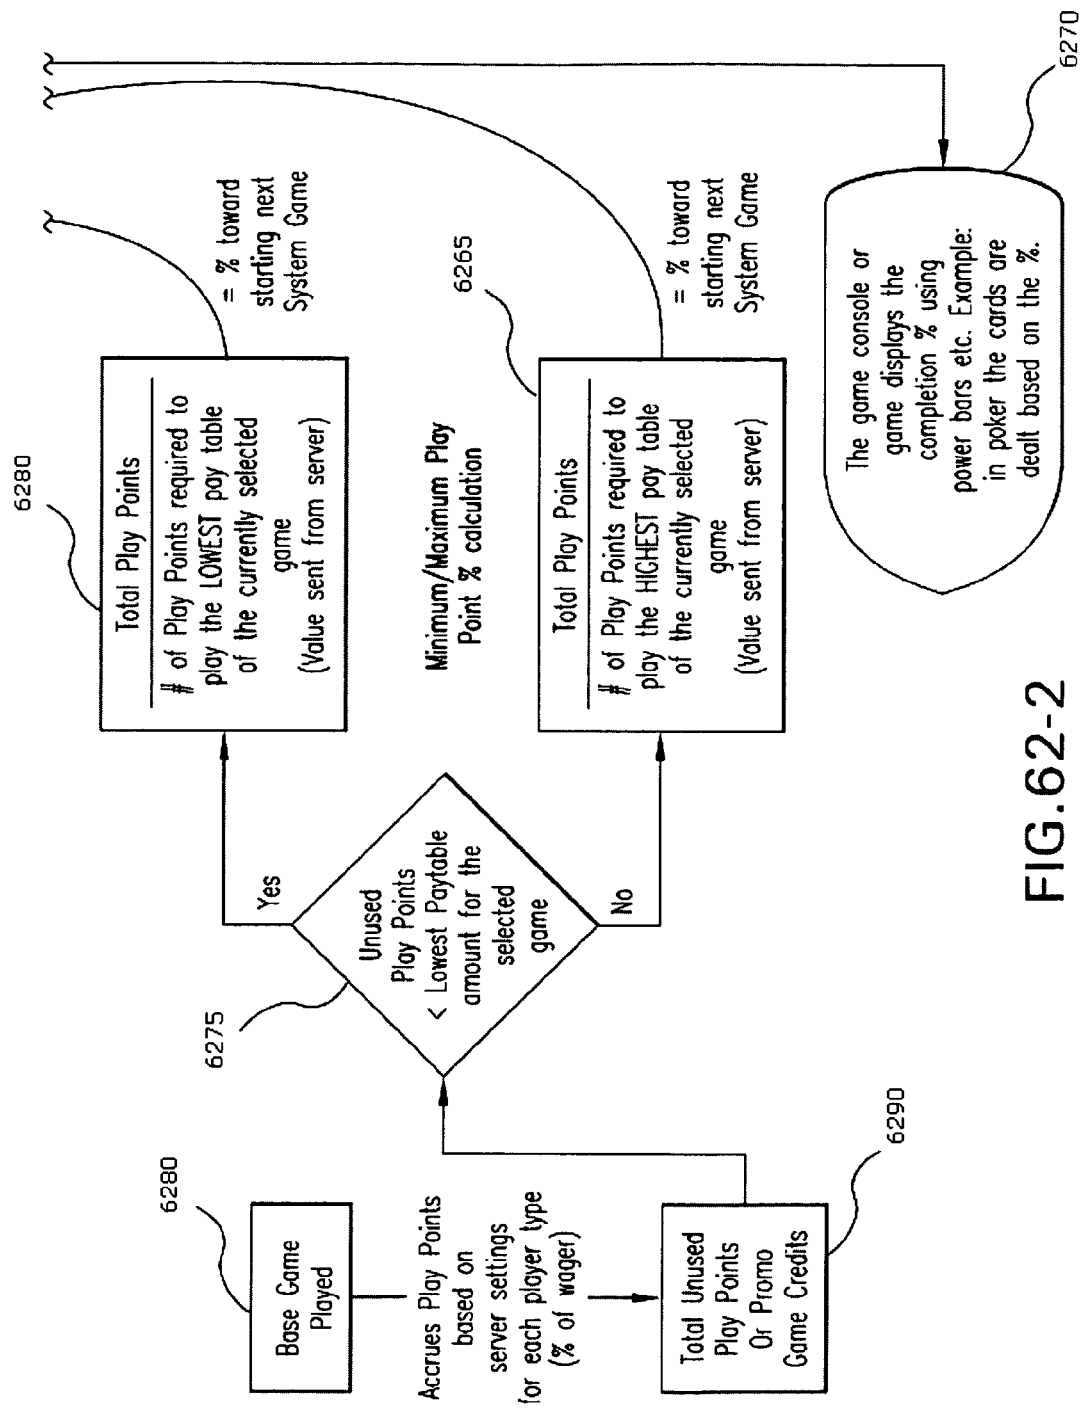 6280
Base Game
Played
Accrues Play Points
based on
server settings
for each player type
(% of wager)
Total Unused
Play Points
Or Promo
Game Credits
6290
6275
Unused
Play Points
< Lowest Paytable
amount for the
selected
game
Yes
No
6280
Total Play Points
# of Play Points required to
play the LOWEST pay table
of the currently selected
game
(Value sent from server)
= % toward
starting next
System Game
Minimum/Maximum Play
Point % calculation
6265
Total Play Points
# of Play Points required to
play the HIGHEST pay table
of the currently selected
game
(Value sent from server)
= % toward
starting next
System Game
The game console or
game displays the
completion % using
power bars etc. Example:
in poker the cards are
dealt based on the %.
6270
FIG.62-2